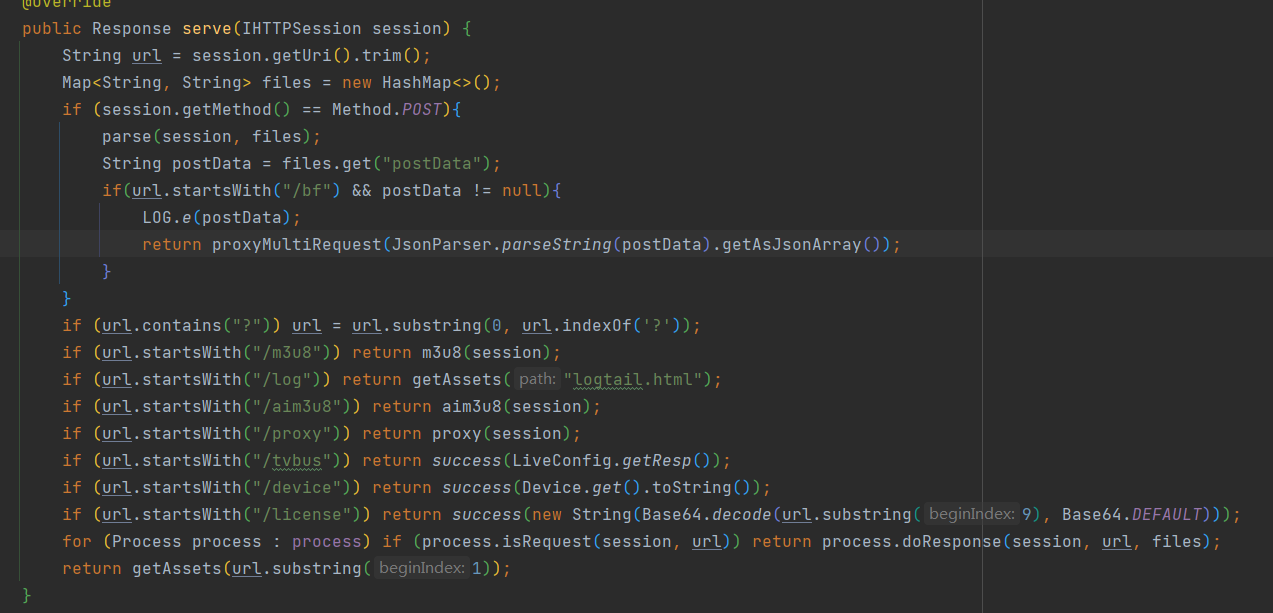 @Override
public Response serve(IHTTPSession session) {
    String url = session.getUri().trim();
    Map<String, String> files = new HashMap<>();
    if (session.getMethod() == Method.POST){
        parse(session, files);
        String postData = files.get("postData");
        if(url.startsWith("/bf") && postData != null){
            LOG.e(postData);
            return proxyMultiRequest(JsonParser.parseString(postData).getAsJsonArray());
        }
    }
    if (url.contains("?")) url = url.substring(0, url.indexOf('?'));
    if (url.startsWith("/m3u8")) return m3u8(session);
    if (url.startsWith("/log")) return getAssets( path: "logtail.html");
    if (url.startsWith("/aim3u8")) return aim3u8(session);
    if (url.startsWith("/proxy")) return proxy(session);
    if (url.startsWith("/tvbus")) return success(LiveConfig.getResp());
    if (url.startsWith("/device")) return success(Device.get().toString());
    if (url.startsWith("/license")) return success(new String(Base64.decode(url.substring( beginIndex: 9), Base64.DEFAULT)));
    for (Process process : process) if (process.isRequest(session, url)) return process.doResponse(session, url, files);
    return getAssets(url.substring( beginIndex: 1));
}